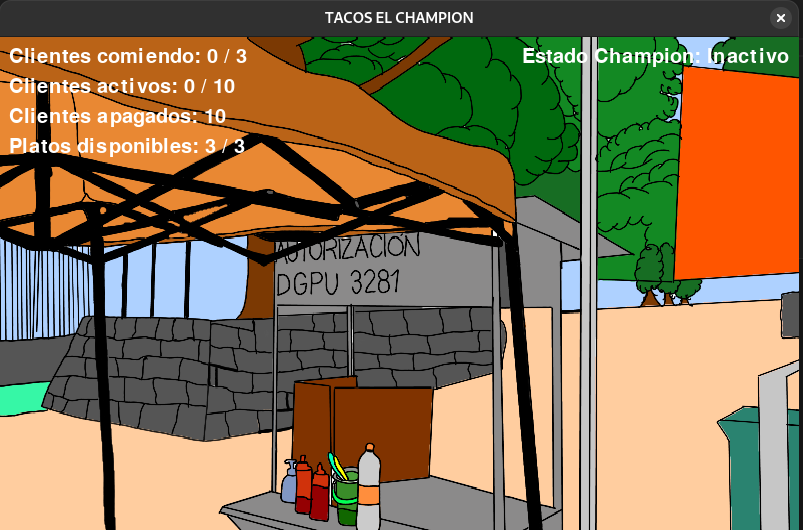 TACOS EL CHAMPION
Clientes comiendo: 0 / 3
Estado Champion: Inactivo
Clientes activos: 0 / 10
Clientes apagados: 10
Platos disponibles: 3 / 3
AUTORIZACIÓN
DGPU 3281